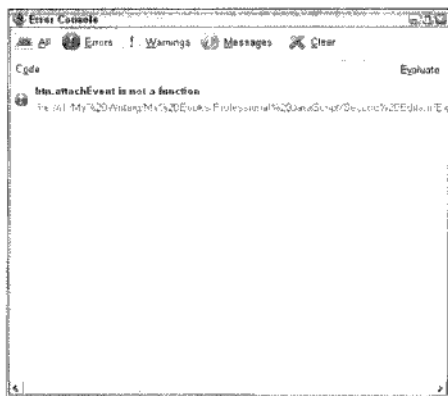 Error Console
All Errors Warnings Messages Clear
Code Evaluate
btn.attachEvent is not a function